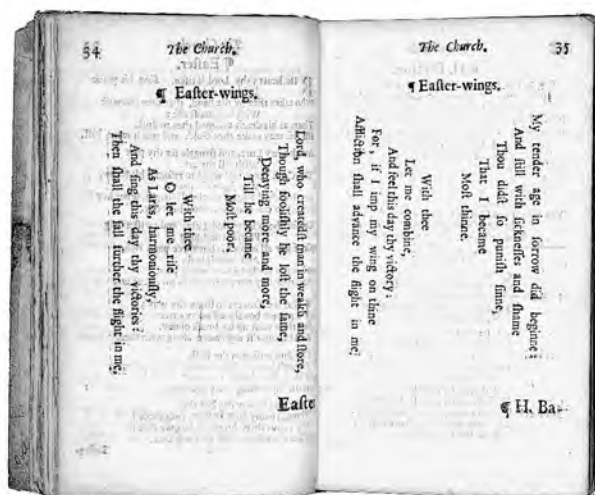 34 The Church.
¶ Eaſter-wings.
Lord, who createdſt man in wealth and ſtore,
Though fooliſhly he loſt the ſame,
Decaying more and more,
Till he became
Moſt poor:
With thee
O let me riſe
As Larks, harmoniouſly,
And ſing this day thy victories:
Then ſhall the fall further the flight in me.
Eaſte
The Church. 35
¶ Eaſter-wings.
My tender age in ſorrow did beginne:
And ſtill with ſickneſſes and ſhame
Thou didſt ſo puniſh ſinne,
That I became
Moſt thinne.
With thee
Let me combine,
And feel this day thy victory:
For, if I imp my wing on thine
Affliction ſhall advance the flight in me.
¶ H. Ba-